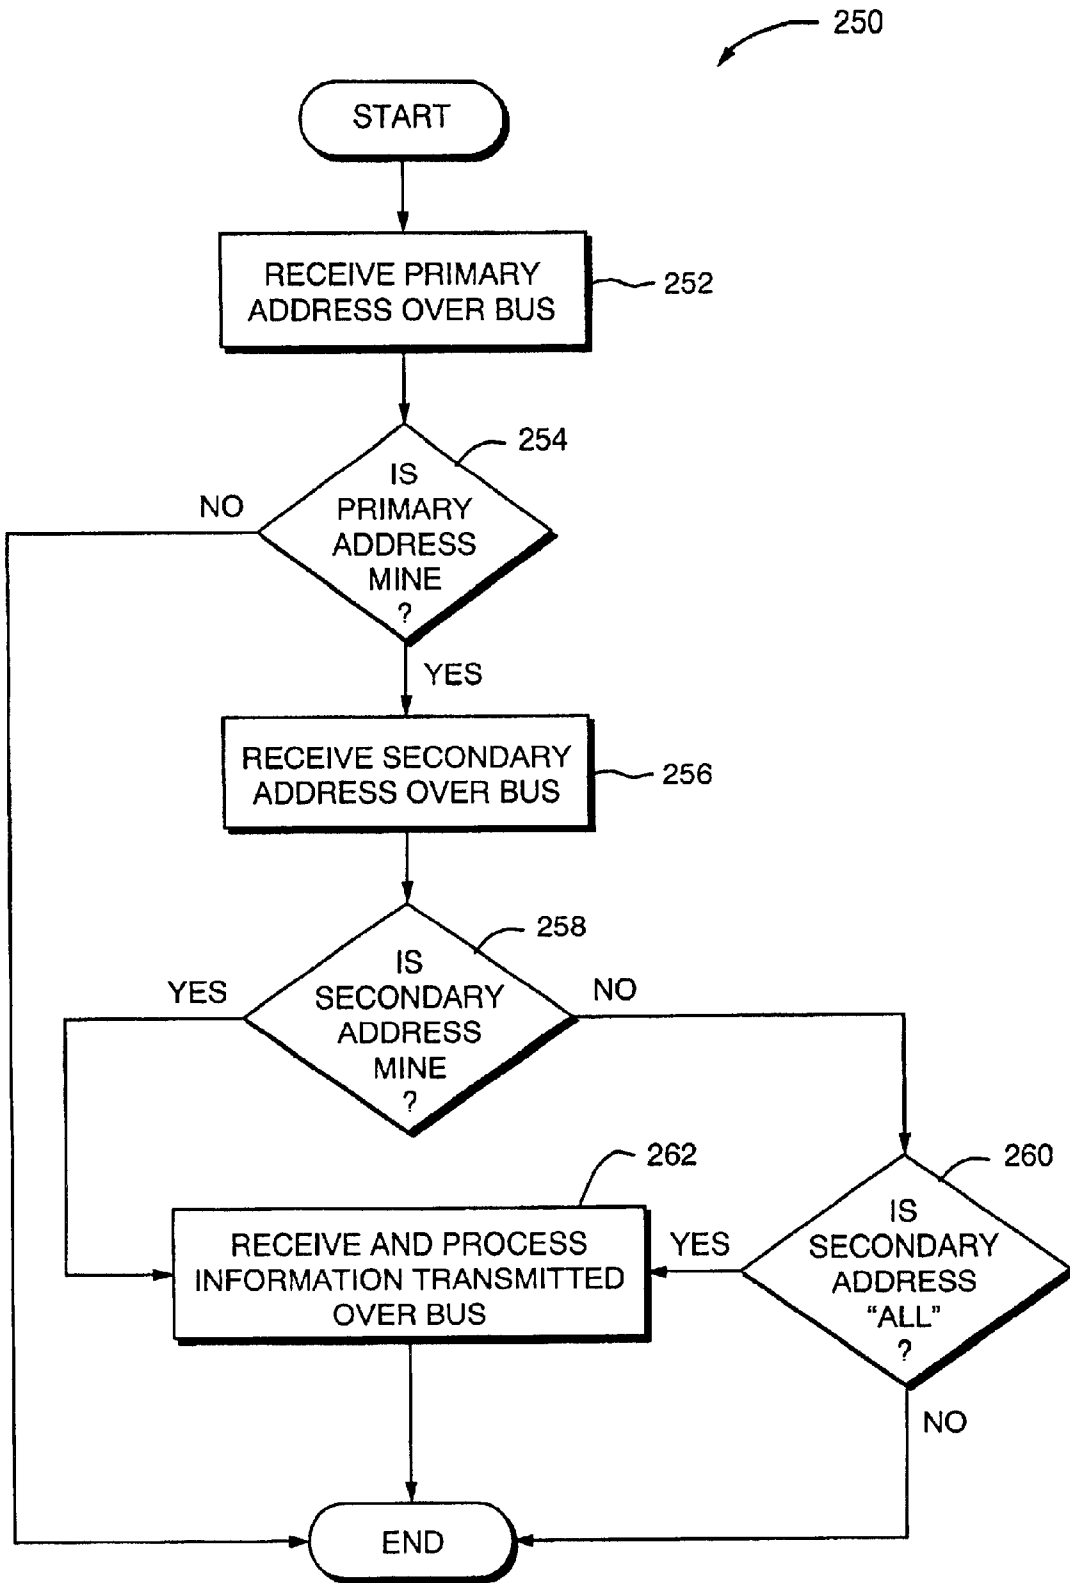 250
START
RECEIVE PRIMARY
ADDRESS OVER BUS
252
254
IS
PRIMARY
ADDRESS
MINE
?
NO
YES
RECEIVE SECONDARY
ADDRESS OVER BUS
256
258
IS
SECONDARY
ADDRESS
MINE
?
YES
NO
262
RECEIVE AND PROCESS
INFORMATION TRANSMITTED
OVER BUS
260
IS
SECONDARY
ADDRESS
“ALL”
?
YES
NO
END